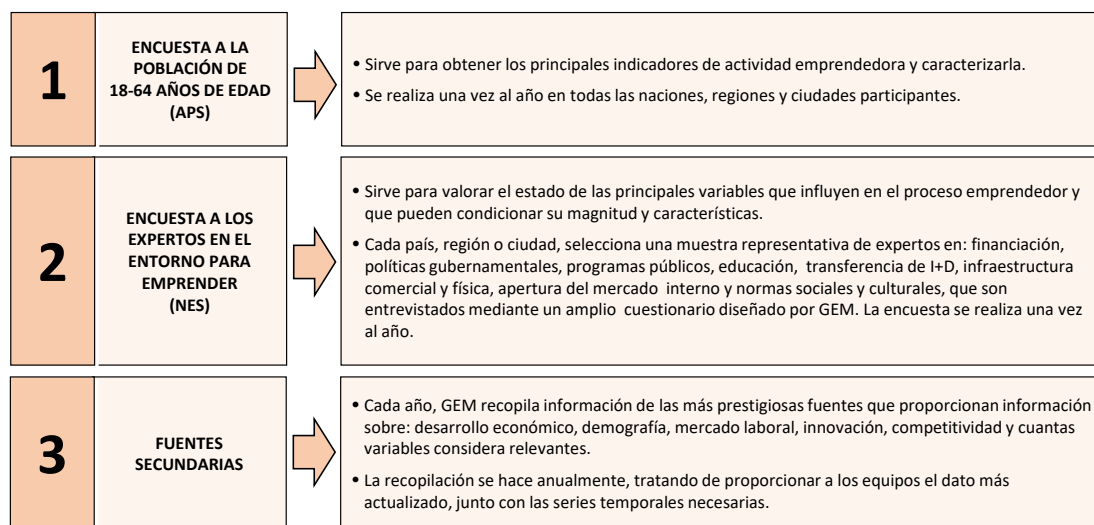 1
ENCUESTA A LA
POBLACIÓN DE
18-64 AÑOS DE EDAD
(APS)
• Sirve para obtener los principales indicadores de actividad emprendedora y caracterizarla.
• Se realiza una vez al año en todas las naciones, regiones y ciudades participantes.
2
ENCUESTA A LOS
EXPERTOS EN EL
ENTORNO PARA
EMPRENDER
(NES)
• Sirve para valorar el estado de las principales variables que influyen en el proceso emprendedor y
que pueden condicionar su magnitud y características.
• Cada país, región o ciudad, selecciona una muestra representativa de expertos en: financiación,
políticas gubernamentales, programas públicos, educación, transferencia de I+D, infraestructura
comercial y física, apertura del mercado interno y normas sociales y culturales, que son
entrevistados mediante un amplio cuestionario diseñado por GEM. La encuesta se realiza una vez
al año.
3
FUENTES
SECUNDARIAS
• Cada año, GEM recopila información de las más prestigiosas fuentes que proporcionan información
sobre: desarrollo económico, demografía, mercado laboral, innovación, competitividad y cuantas
variables considera relevantes.
• La recopilación se hace anualmente, tratando de proporcionar a los equipos el dato más
actualizado, junto con las series temporales necesarias.